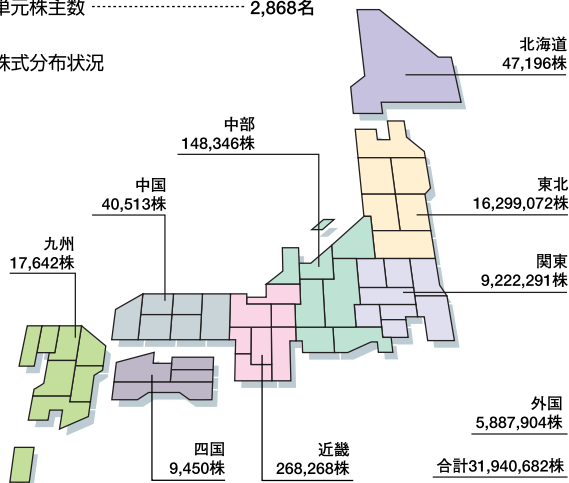 単元株主数 2,868名
株式分布状況
北海道
47,196株
中部
148,346株
中国
40,513株
東北
16,299,072株
九州
17,642株
関東
9,222,291株
外国
5,887,904株
四国
9,450株
近畿
268,268株
合計31,940,682株